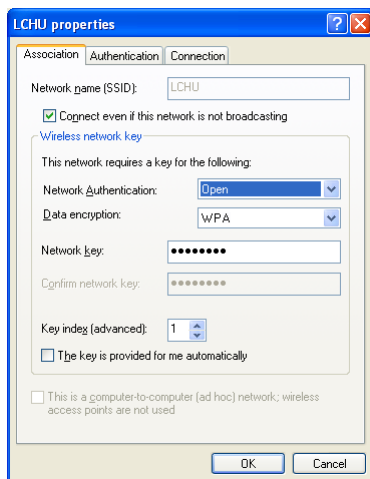 LCHU properties
Association Authentication Connection
Network name (SSID): LCHU
Connect even if this network is not broadcasting
Wireless network key
This network requires a key for the following:
Network Authentication: Open
Data encryption: WPA
Network key: ●●●●●●●●
Confirm network key: ●●●●●●●●
Key index (advanced): 1
The key is provided for me automatically
This is a computer-to-computer (ad hoc) network; wireless
access points are not used
OK Cancel